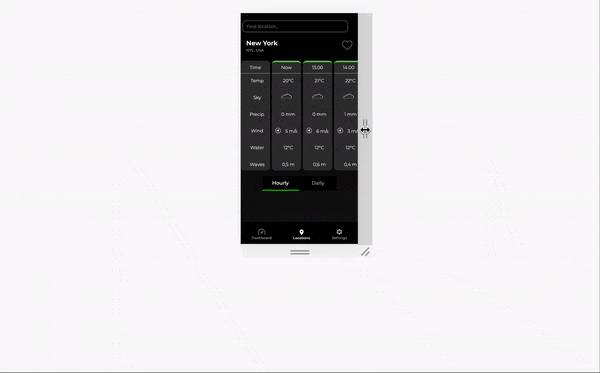 Find location...
New York
NYC, USA
Time Now 13.00 14.00
Temp 20°C 21°C 22°C
Sky
Precip. 0 mm 0 mm 1 mm
Wind 5 m/s 6 m/s 3 m/s
Water 12°C 12°C 12°C
Waves 0,5 m 0,6 m 0,4 m
Hourly Daily
Dashboard Locations Settings